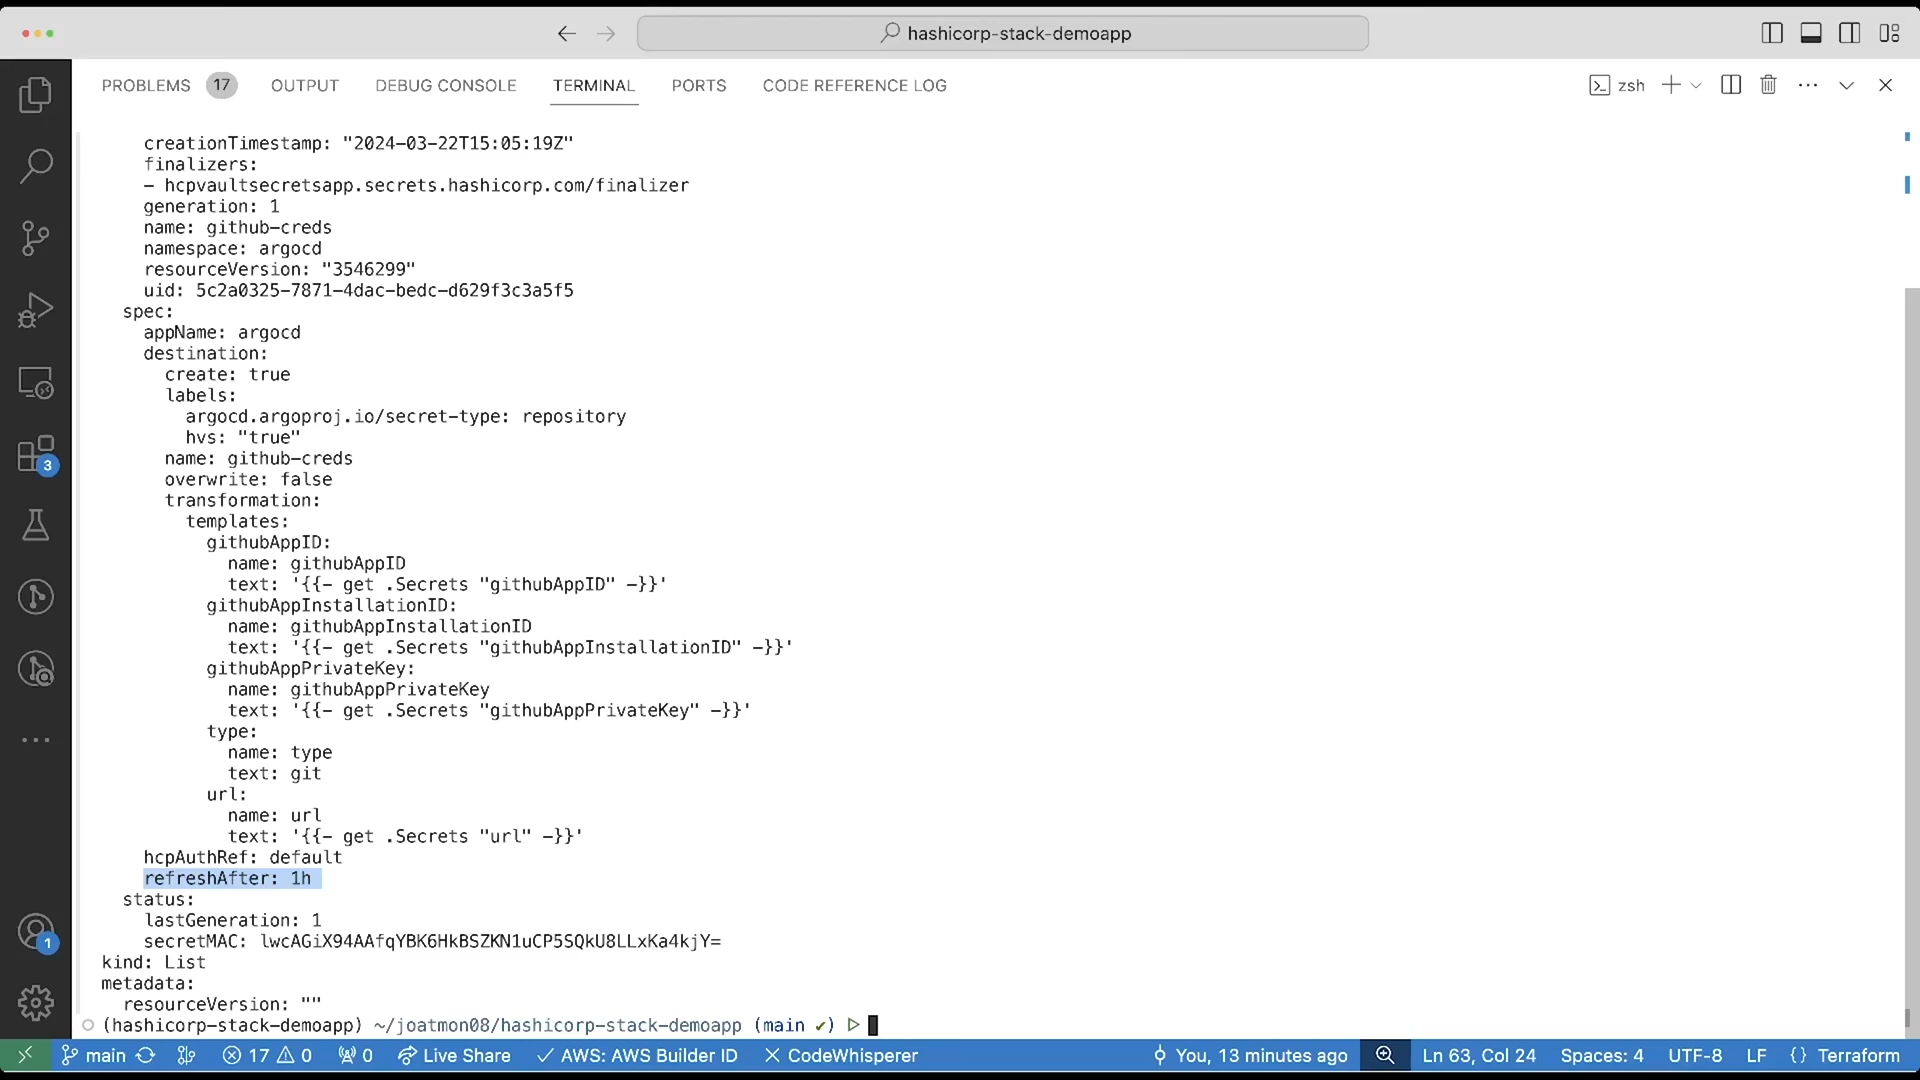 hashicorp-stack-demoapp
PROBLEMS 17 OUTPUT DEBUG CONSOLE TERMINAL PORTS CODE REFERENCE LOG zsh
creationTimestamp: "2024-03-22T15:05:19Z"
finalizers:
- hcpvaultsecretsapp.secrets.hashicorp.com/finalizer
generation: 1
name: github-creds
namespace: argocd
resourceVersion: "3546299"
uid: 5c2a0325-7871-4dac-bedc-d629f3c3a5f5
spec:
appName: argocd
destination:
create: true
labels:
argocd.argoproj.io/secret-type: repository
hvs: "true"
name: github-creds
overwrite: false
transformation:
templates:
githubAppID:
name: githubAppID
text: '{{- get .Secrets "githubAppID" -}}'
githubAppInstallationID:
name: githubAppInstallationID
text: '{{- get .Secrets "githubAppInstallationID" -}}'
githubAppPrivateKey:
name: githubAppPrivateKey
text: '{{- get .Secrets "githubAppPrivateKey" -}}'
type:
name: type
text: git
url:
name: url
text: '{{- get .Secrets "url" -}}'
hcpAuthRef: default
refreshAfter: 1h
status:
lastGeneration: 1
secretMAC: lwcAGiX94AAfqYBK6HkBSZKN1uCP5SQkU8LLxKa4kjY=
kind: List
metadata:
resourceVersion: ""
(hashicorp-stack-demoapp) ~/joatmon08/hashicorp-stack-demoapp (main ✔) ▷
3
1
main 17 0 0 Live Share AWS: AWS Builder ID CodeWhisperer You, 13 minutes ago Ln 63, Col 24 Spaces: 4 UTF-8 LF {} Terraform